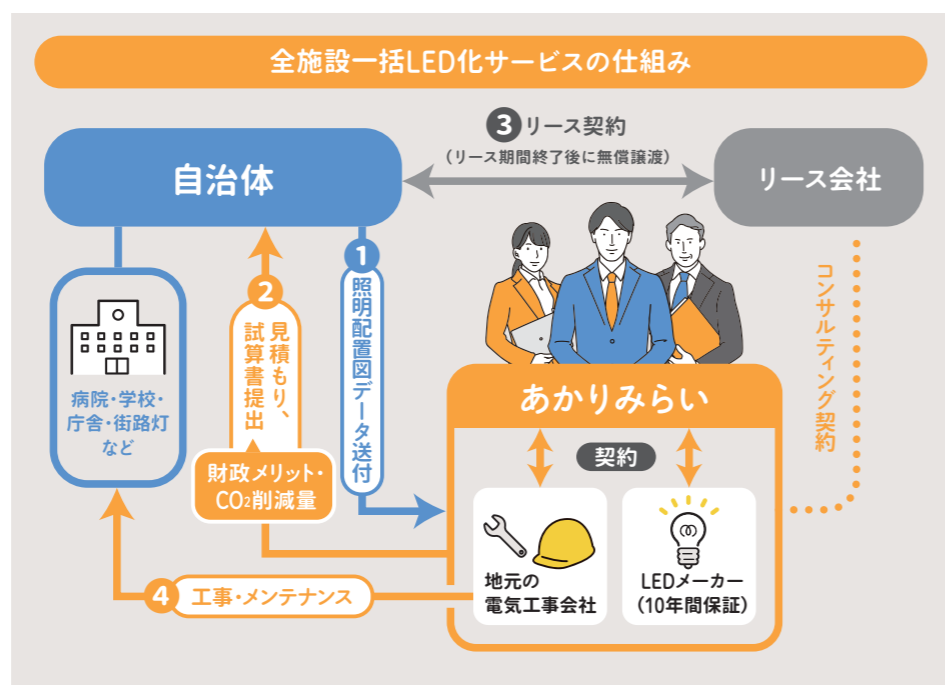 全施設一括LED化サービスの仕組み
3 リース契約
(リース期間終了後に無償譲渡)
自治体
リース会社
1 照明配置図データ送付
2 見積もり、
試算書提出
財政メリット・
CO2削減量
病院・学校・
庁舎・街路灯
など
コンサルティング契約
あかりみらい
契約
地元の
電気工事会社
LEDメーカー
(10年間保証)
4 工事・メンテナンス